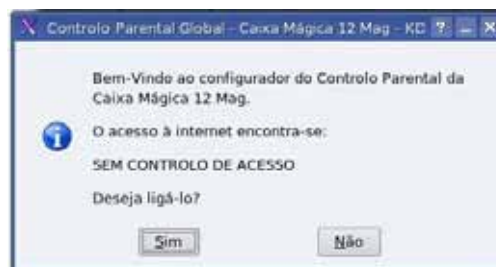 Controlo Parental Global - Caixa Mágica 12 Mag - KD
Bem-Vindo ao configurador do Controlo Parental da
Caixa Mágica 12 Mag.
O acesso à internet encontra-se:
SEM CONTROLO DE ACESSO
Deseja ligá-lo?
Sim Não